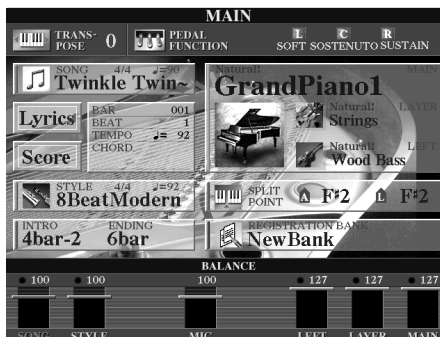 MAIN
TRANS-
POSE 0
PEDAL
FUNCTION
L C R
SOFT SOSTENUTO SUSTAIN
SONG 4/4 ♩=90
Twinkle Twin~
Lyrics
Score
BAR 001
BEAT 1
TEMPO ♩= 92
CHORD
STYLE 4/4 ♩=92
8BeatModern
INTRO ENDING
4bar-2 6bar
Natural! MAIN
GrandPiano1
Natural! LAYER
Strings
Natural! LEFT
Wood Bass
SPLIT
POINT A F#2 L F#2
REGISTRATION BANK
NewBank
BALANCE
100 100 100 127 127 127
SONG STYLE MIC LEFT LAYER MAIN